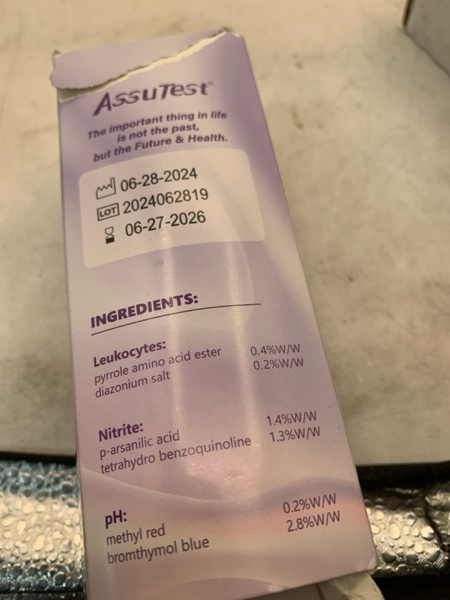 AssuTest®
The important thing in life
is not the past,
but the Future & Health.
06-28-2024
LOT 2024062819
06-27-2026
INGREDIENTS:
Leukocytes:
pyrrole amino acid ester 0.4%W/W
diazonium salt 0.2%W/W
Nitrite:
p-arsanilic acid 1.4%W/W
tetrahydro benzoquinoline 1.3%W/W
pH:
methyl red 0.2%W/W
bromthymol blue 2.8%W/W